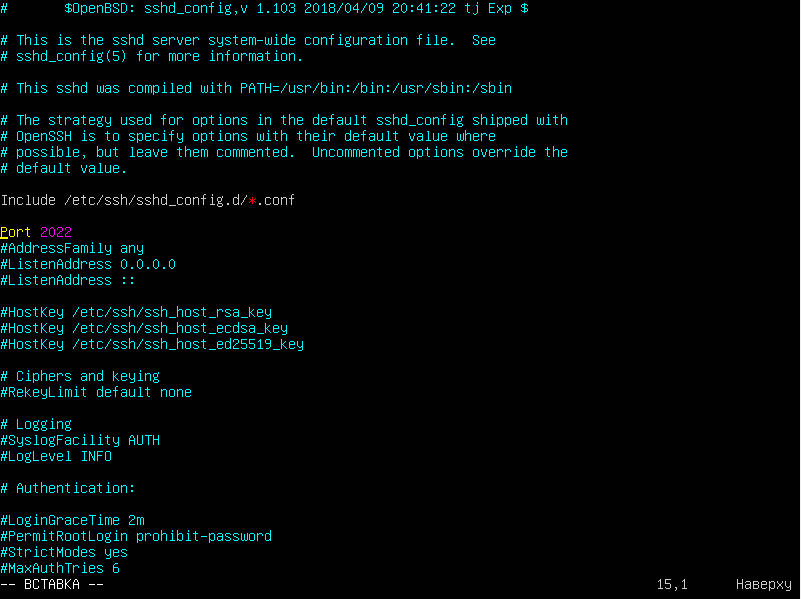 #       $OpenBSD: sshd_config,v 1.103 2018/04/09 20:41:22 tj Exp $
# This is the sshd server system-wide configuration file.  See
# sshd_config(5) for more information.
# This sshd was compiled with PATH=/usr/bin:/bin:/usr/sbin:/sbin
# The strategy used for options in the default sshd_config shipped with
# OpenSSH is to specify options with their default value where
# possible, but leave them commented.  Uncommented options override the
# default value.
Include /etc/ssh/sshd_config.d/*.conf
Port 2022
#AddressFamily any
#ListenAddress 0.0.0.0
#ListenAddress ::
#HostKey /etc/ssh/ssh_host_rsa_key
#HostKey /etc/ssh/ssh_host_ecdsa_key
#HostKey /etc/ssh/ssh_host_ed25519_key
# Ciphers and keying
#RekeyLimit default none
# Logging
#SyslogFacility AUTH
#LogLevel INFO
# Authentication:
#LoginGraceTime 2m
#PermitRootLogin prohibit-password
#StrictModes yes
#MaxAuthTries 6
-- ВСТАВКА --                                                                     15,1      Наверху